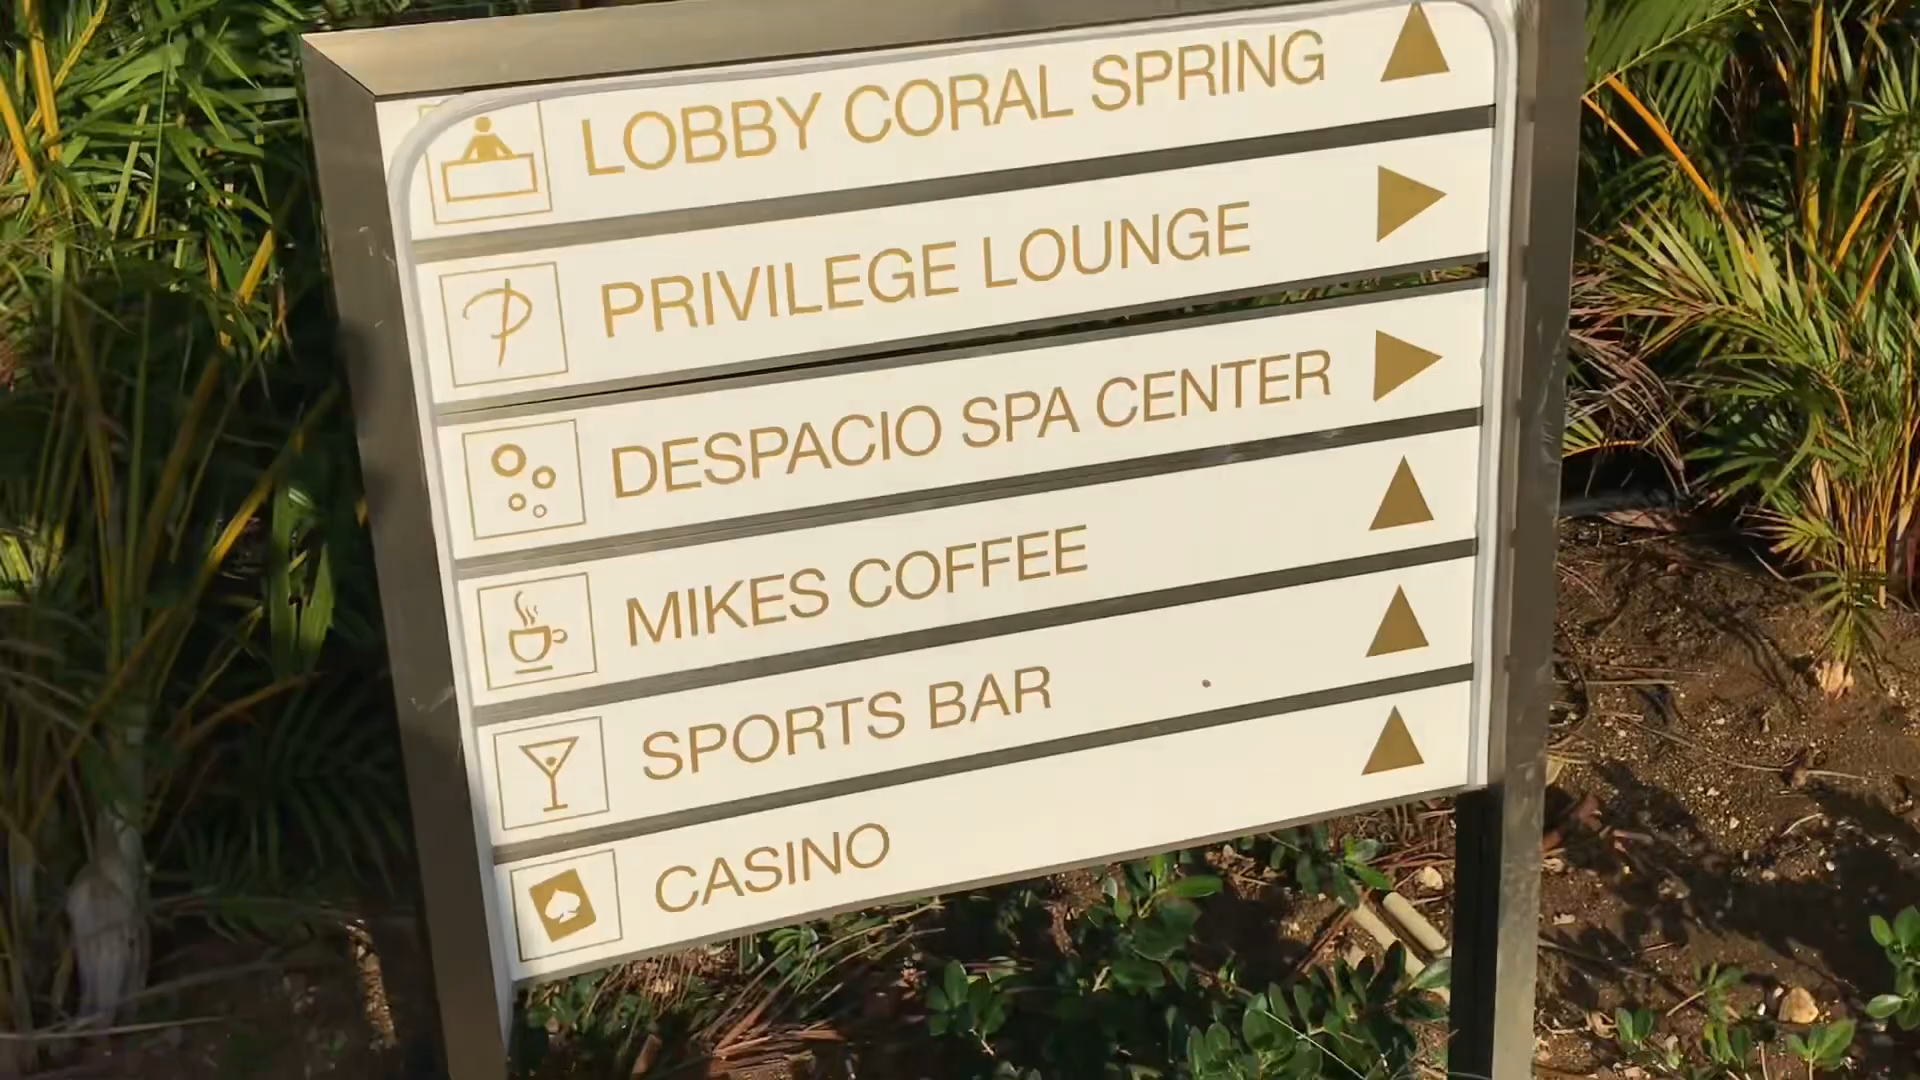 LOBBY CORAL SPRING
PRIVILEGE LOUNGE
DESPACIO SPA CENTER
MIKES COFFEE
SPORTS BAR
CASINO